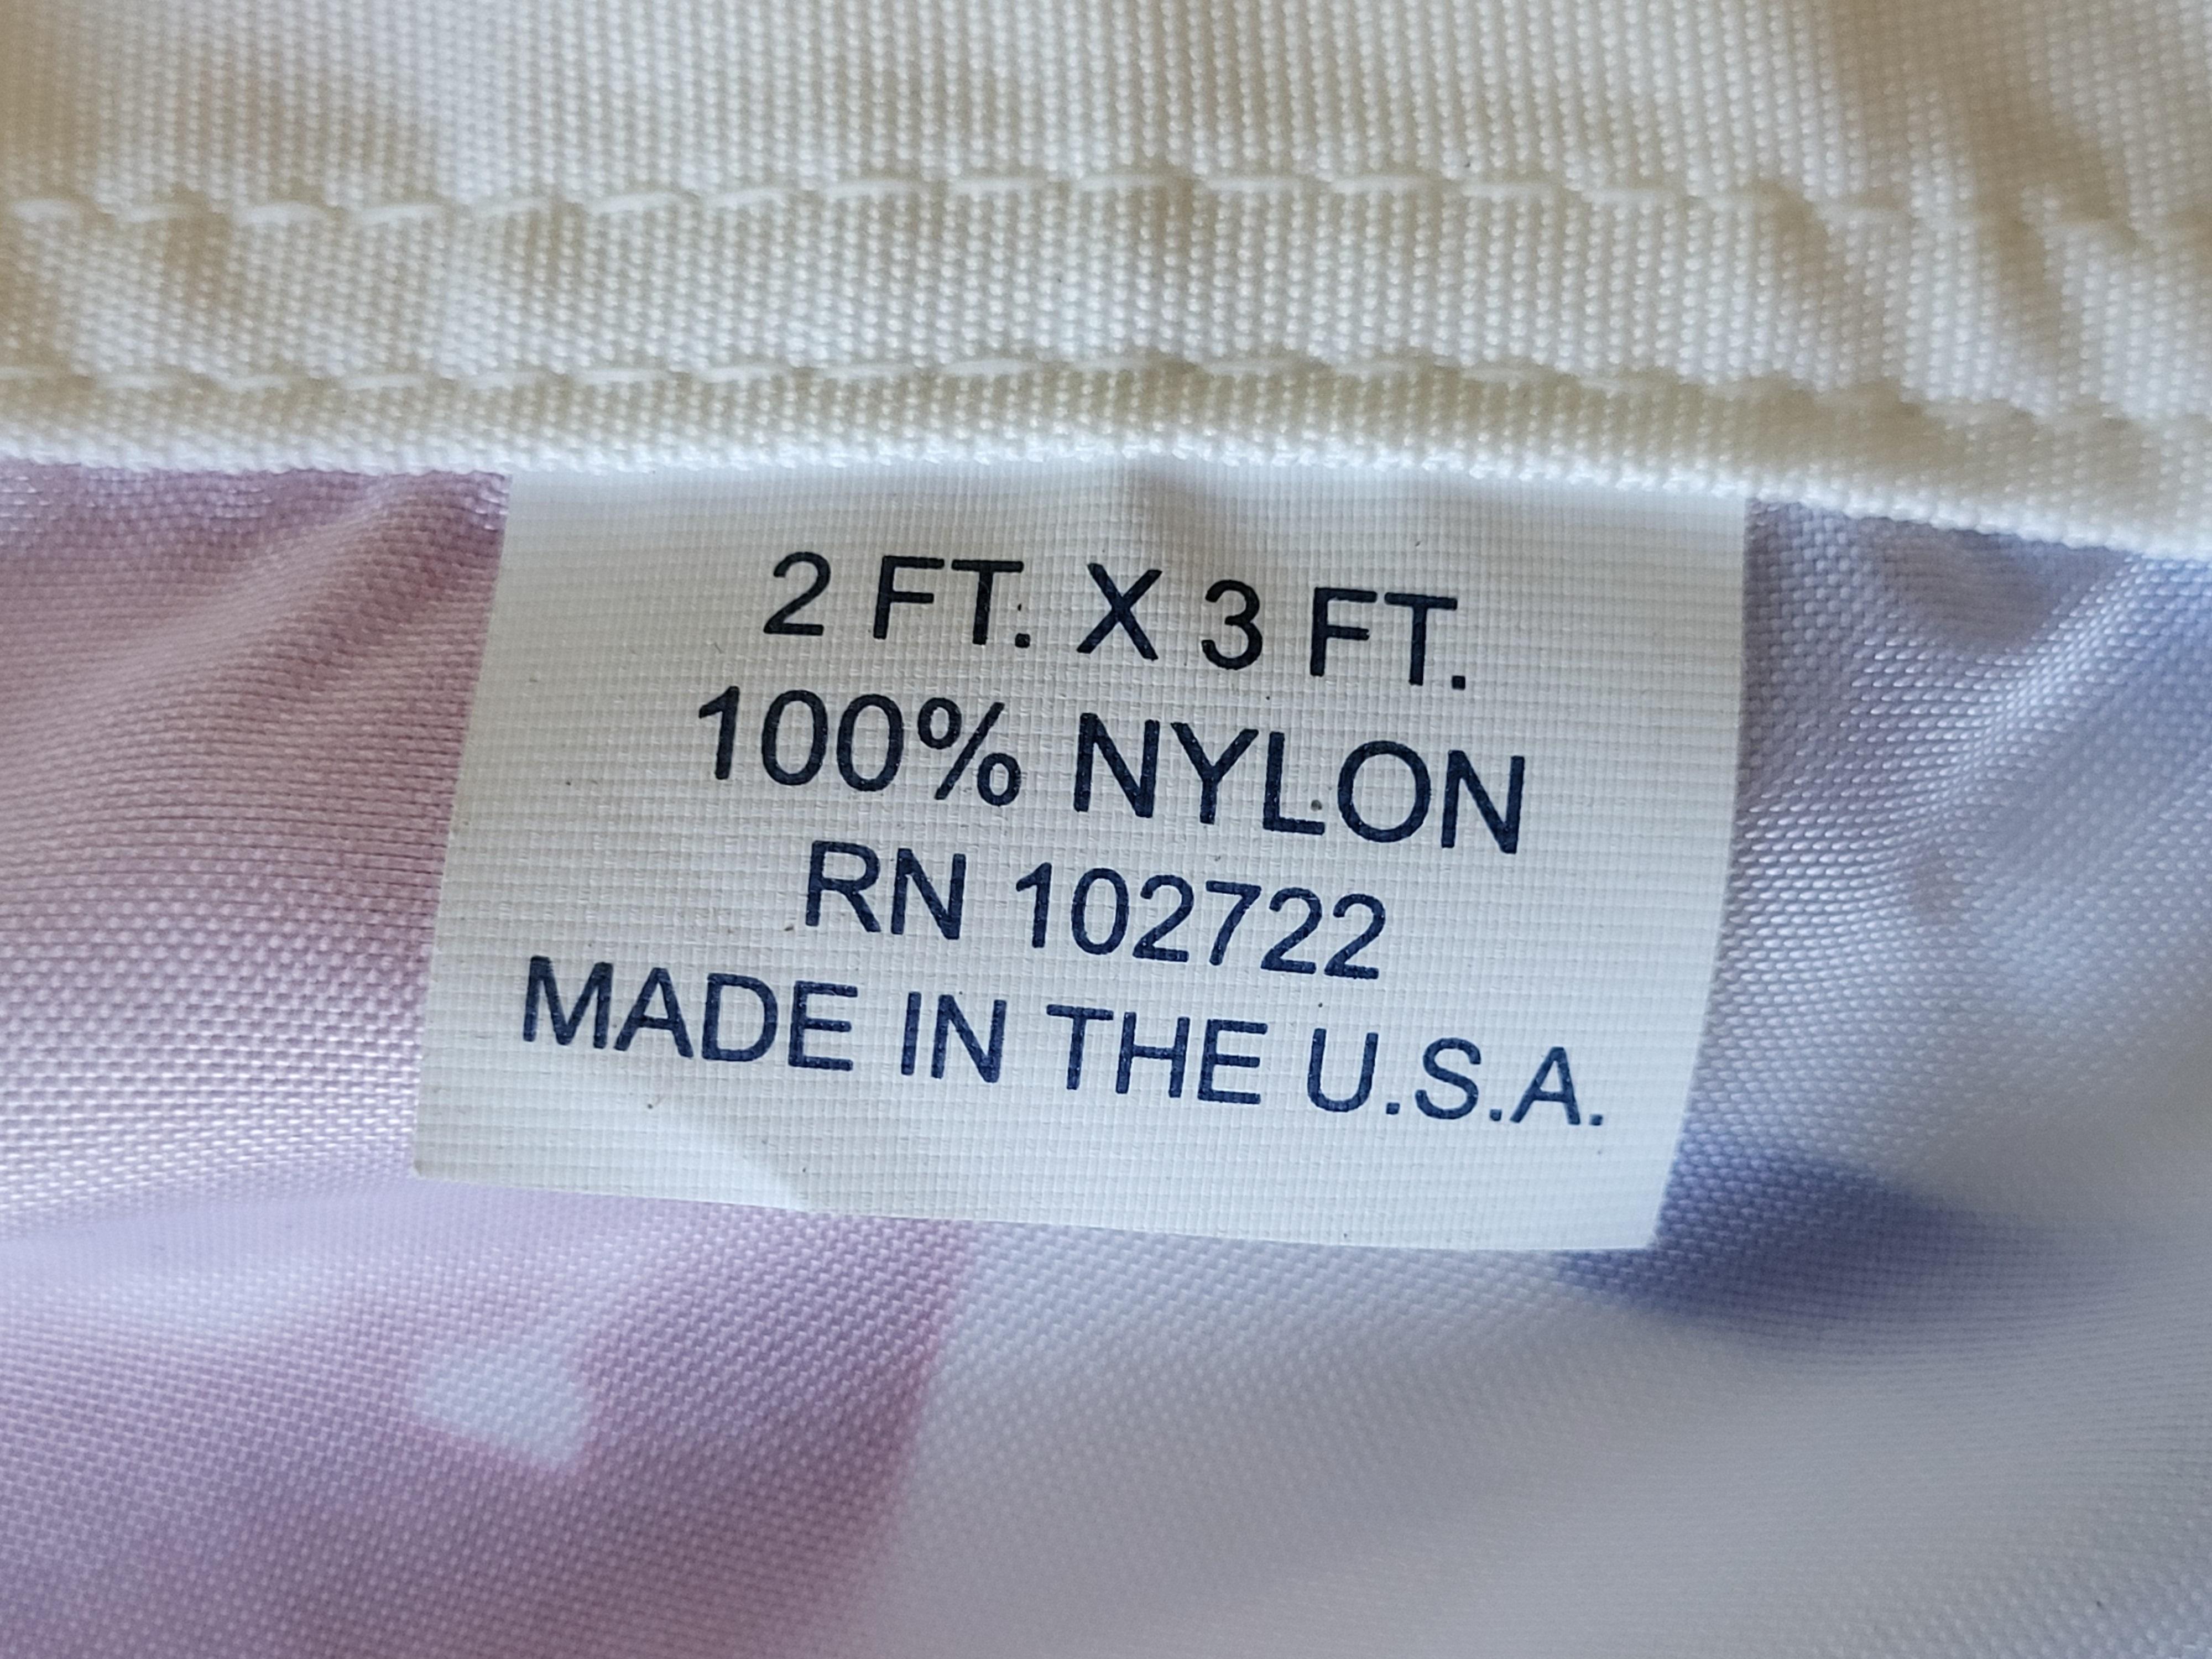 2 FT. X 3 FT.
100% NYLON
RN 102722
MADE IN THE U.S.A.